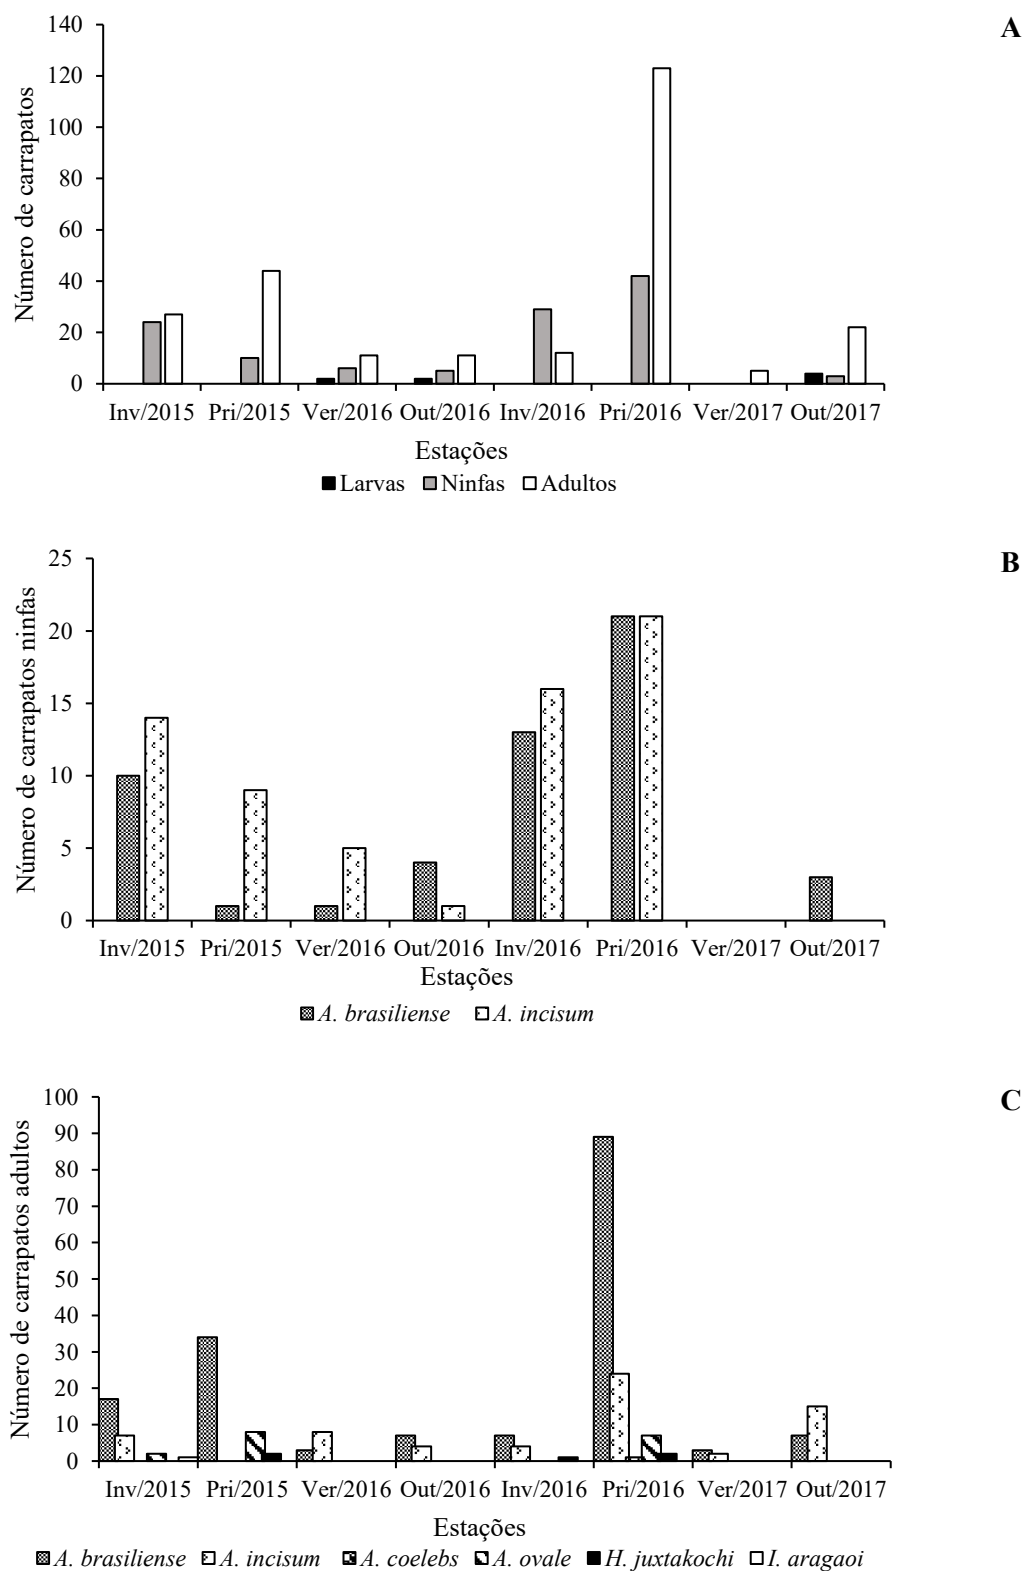 A
Número de carrapatos
140
120
100
80
60
40
20
0
Inv/2015 Pri/2015 Ver/2016 Out/2016 Inv/2016 Pri/2016 Ver/2017 Out/2017
Estações
Larvas Ninfas Adultos
B
Número de carrapatos ninfas
25
20
15
10
5
0
Inv/2015 Pri/2015 Ver/2016 Out/2016 Inv/2016 Pri/2016 Ver/2017 Out/2017
Estações
A. brasiliense A. incisum
C
Número de carrapatos adultos
100
90
80
70
60
50
40
30
20
10
0
Inv/2015 Pri/2015 Ver/2016 Out/2016 Inv/2016 Pri/2016 Ver/2017 Out/2017
Estações
A. brasiliense A. incisum A. coelebs A. ovale H. juxtakochi I. aragaoi